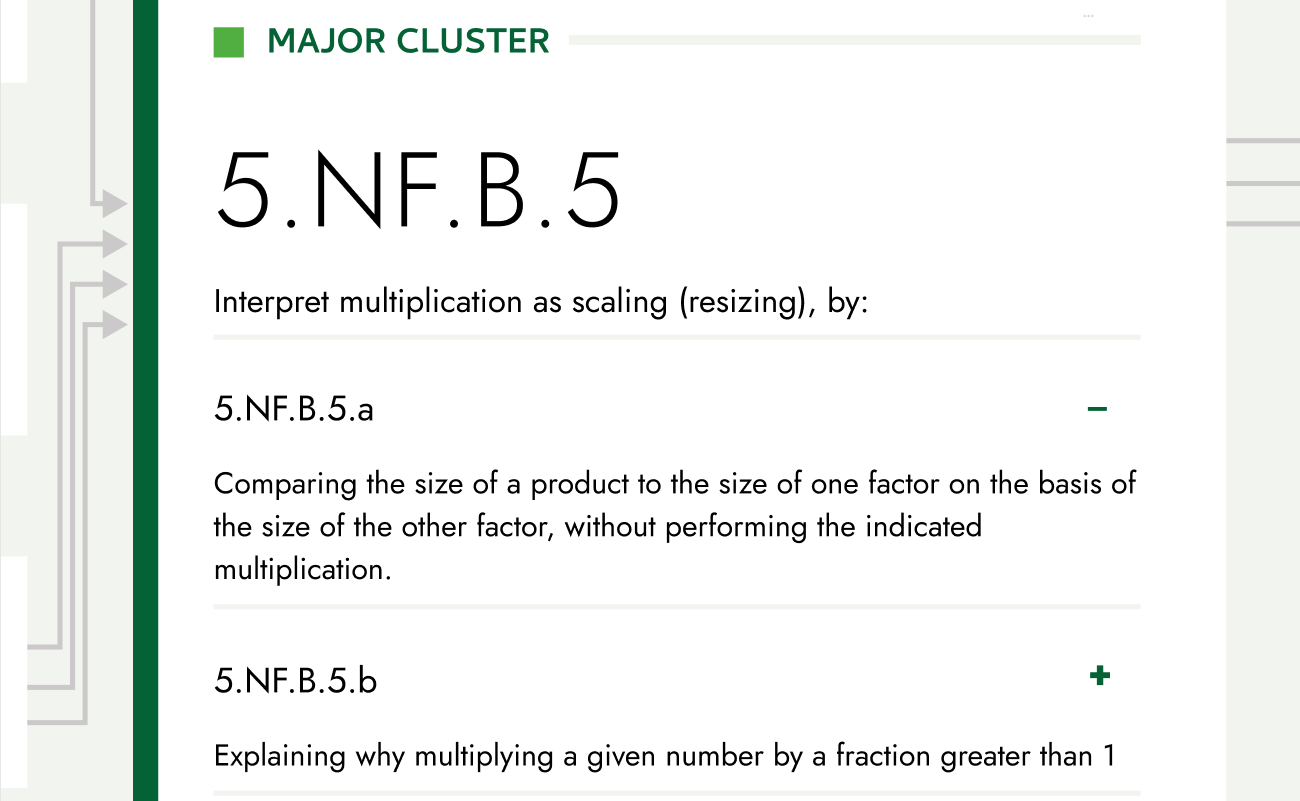 MAJOR CLUSTER
5.NF.B.5
Interpret multiplication as scaling (resizing), by:
5.NF.B.5.a
Comparing the size of a product to the size of one factor on the basis of
the size of the other factor, without performing the indicated
multiplication.
5.NF.B.5.b
Explaining why multiplying a given number by a fraction greater than 1